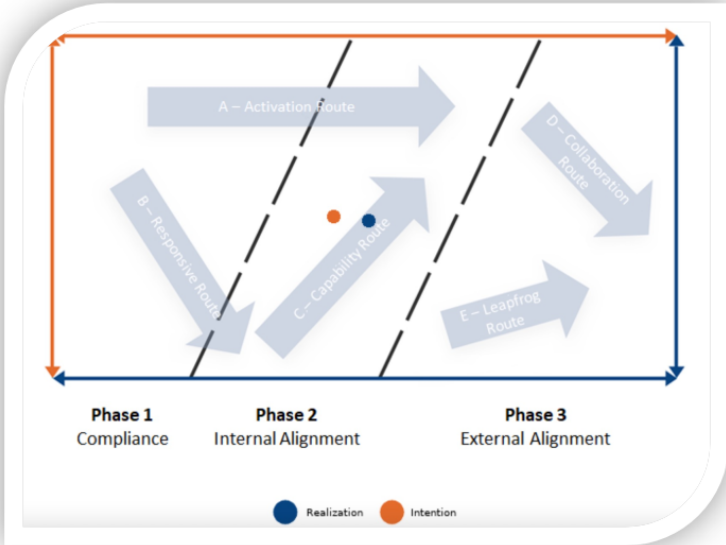 A – Activation Route
B – Responsive Route
C – Capability Route
D – Collaboration
Route
E – Leapfrog
Route
Phase 1
Compliance
Phase 2
Internal Alignment
Phase 3
External Alignment
Realization
Intention